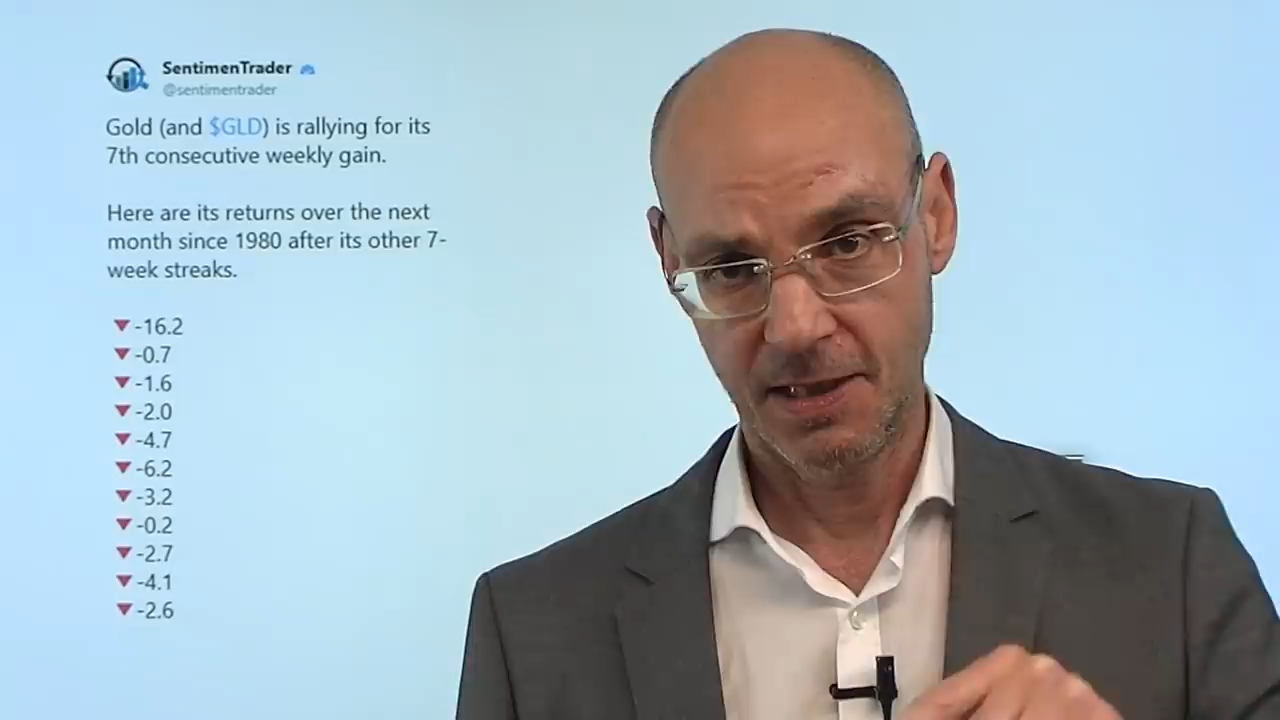 SentimenTrader
@sentimentrader
Gold (and $GLD) is rallying for its
7th consecutive weekly gain.
Here are its returns over the next
month since 1980 after its other 7-
week streaks.
▼-16.2
▼-0.7
▼-1.6
▼-2.0
▼-4.7
▼-6.2
▼-3.2
▼-0.2
▼-2.7
▼-4.1
▼-2.6